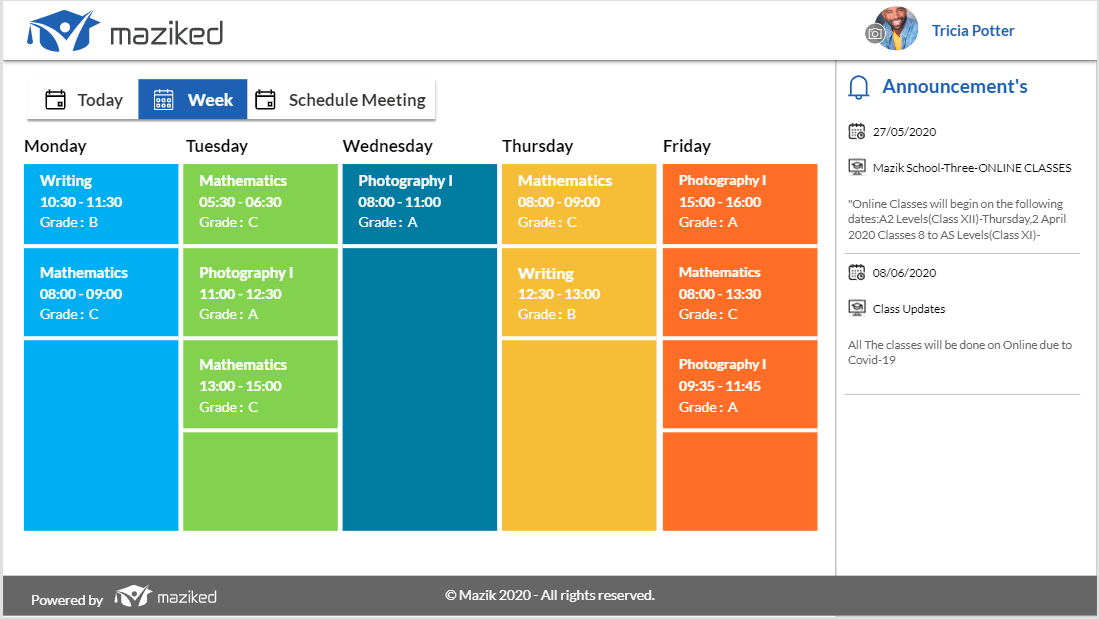 maziked
Tricia Potter
Today
Week
Schedule Meeting
Monday
Writing
10:30 - 11:30
Grade : B
Mathematics
08:00 - 09:00
Grade : C
Tuesday
Mathematics
05:30 - 06:30
Grade : C
Photography I
11:00 - 12:30
Grade : A
Mathematics
13:00 - 15:00
Grade : C
Wednesday
Photography I
08:00 - 11:00
Grade : A
Thursday
Mathematics
08:00 - 09:00
Grade : C
Writing
12:30 - 13:00
Grade : B
Friday
Photography I
15:00 - 16:00
Grade : A
Mathematics
08:00 - 13:30
Grade : C
Photography I
09:35 - 11:45
Grade : A
Announcement's
27/05/2020
Mazik School-Three-ONLINE CLASSES
"Online Classes will begin on the following
dates:A2 Levels(Class XII)-Thursday,2 April
2020 Classes 8 to AS Levels(Class XI)-
08/06/2020
Class Updates
All The classes will be done on Online due to
Covid-19
Powered by
maziked
© Mazik 2020 - All rights reserved.